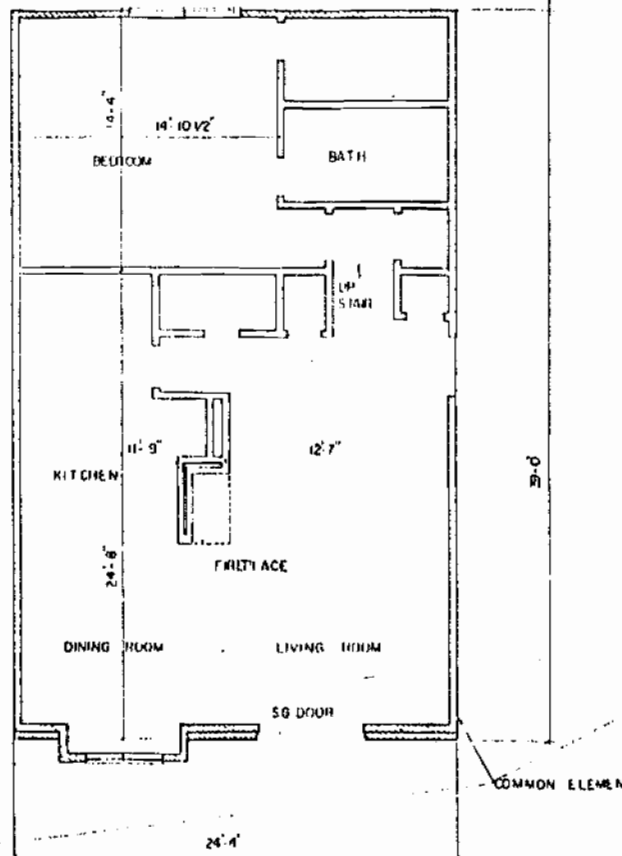 14'-4"
14' 10 1/2"
BEDROOM
BATH
UP
STAIR
11'-9"
12'-7"
KITCHEN
39'-0"
24'-8"
FIREPLACE
DINING ROOM
LIVING ROOM
SG DOOR
COMMON ELEMEN
24'-4"